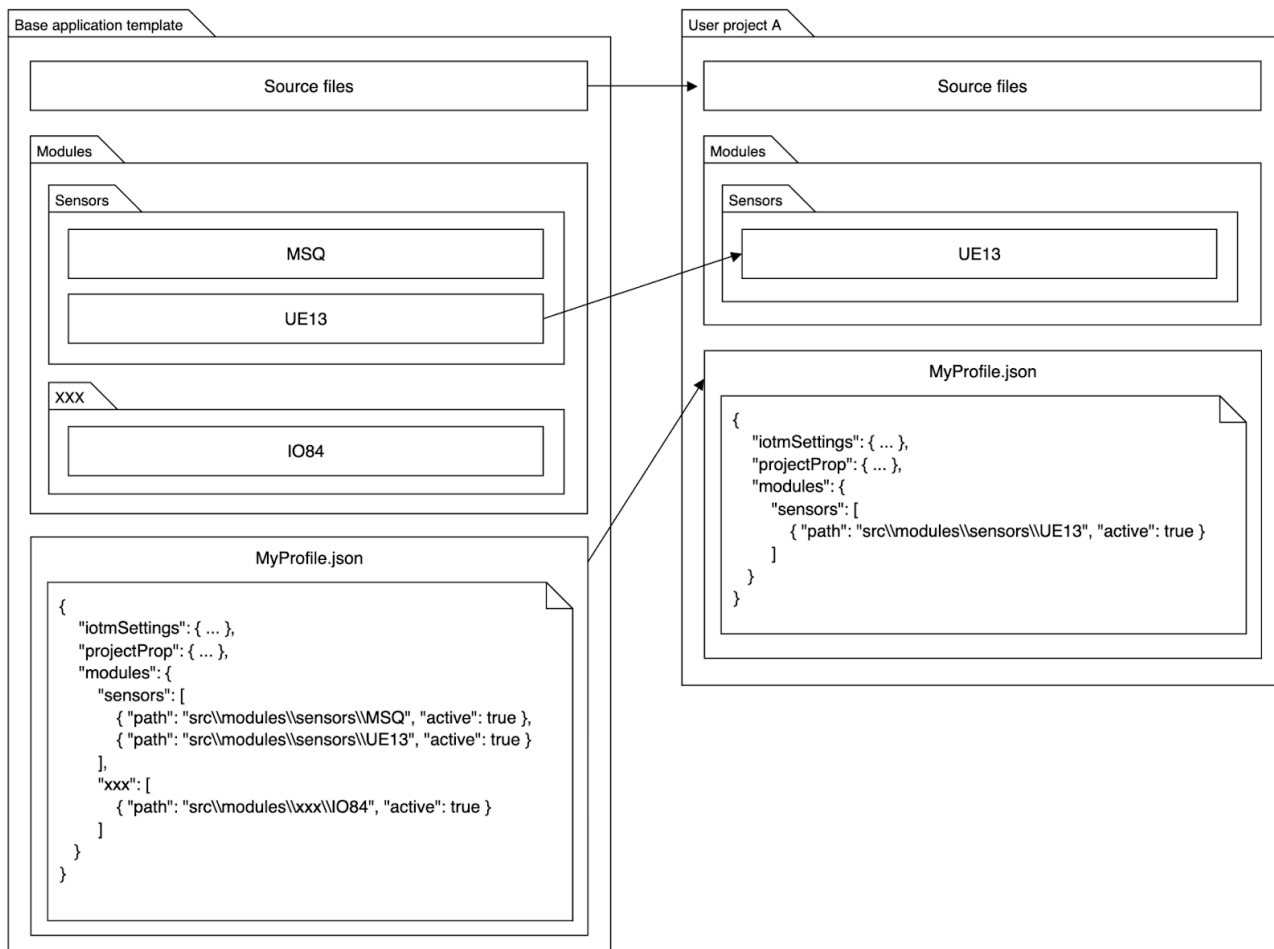 Base application template
Source files
Modules
Sensors
MSQ
UE13
XXX
IO84
MyProfile.json
{
"iotmSettings": { ... },
"projectProp": { ... },
"modules": {
"sensors": [
{ "path": "src\\modules\\sensors\\MSQ", "active": true },
{ "path": "src\\modules\\sensors\\UE13", "active": true }
],
"xxx": [
{ "path": "src\\modules\\xxx\\IO84", "active": true }
]
}
}
User project A
Source files
Modules
Sensors
UE13
MyProfile.json
{
"iotmSettings": { ... },
"projectProp": { ... },
"modules": {
"sensors": [
{ "path": "src\\modules\\sensors\\UE13", "active": true }
]
}
}